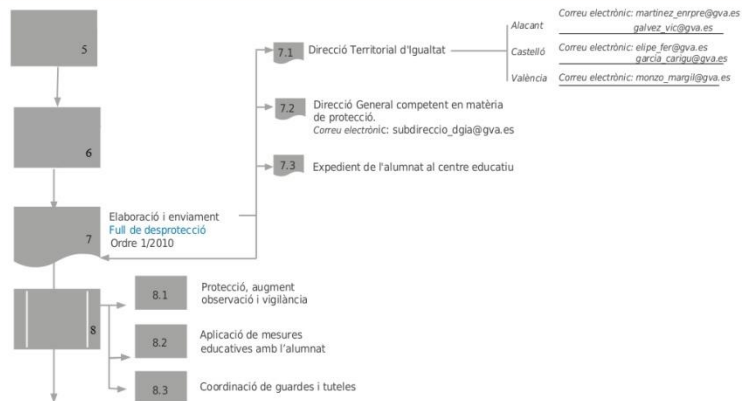 5
Alacant
Correu electrònic: martinez_enrpre@gva.es
galvez_vic@gva.es
7.1 Direcció Territorial d'Igualtat
Castelló
Correu electrònic: elipe_fer@gva.es
garcia_carigu@gva.es
València
Correu electrònic: monzo_margil@gva.es
7.2 Direcció General competent en matèria
de protecció.
Correu electrònic: subdireccio_dgia@gva.es
6
7.3 Expedient de l'alumnat al centre educatiu
7
Elaboració i enviament
Full de desprotecció
Ordre 1/2010
8
8.1 Protecció, augment
observació i vigilància
8.2 Aplicació de mesures
educatives amb l'alumnat
8.3 Coordinació de guardes i tuteles